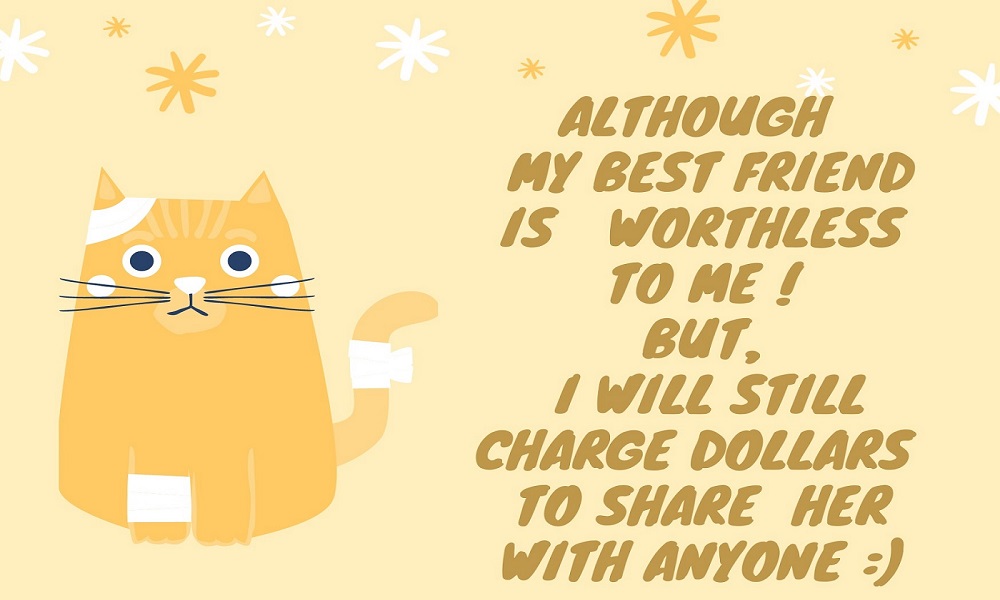 ALTHOUGH
MY BEST FRIEND
IS WORTHLESS
TO ME !
BUT,
I WILL STILL
CHARGE DOLLARS
TO SHARE HER
WITH ANYONE :)